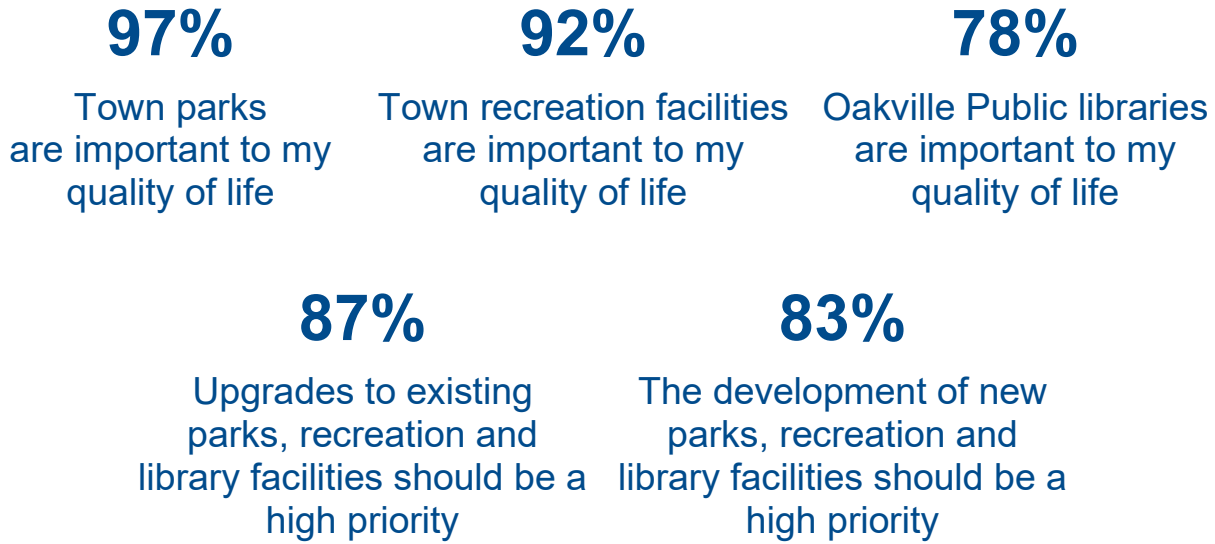 97%
Town parks
are important to my
quality of life
92%
Town recreation facilities
are important to my
quality of life
78%
Oakville Public libraries
are important to my
quality of life
87%
Upgrades to existing
parks, recreation and
library facilities should be a
high priority
83%
The development of new
parks, recreation and
library facilities should be a
high priority